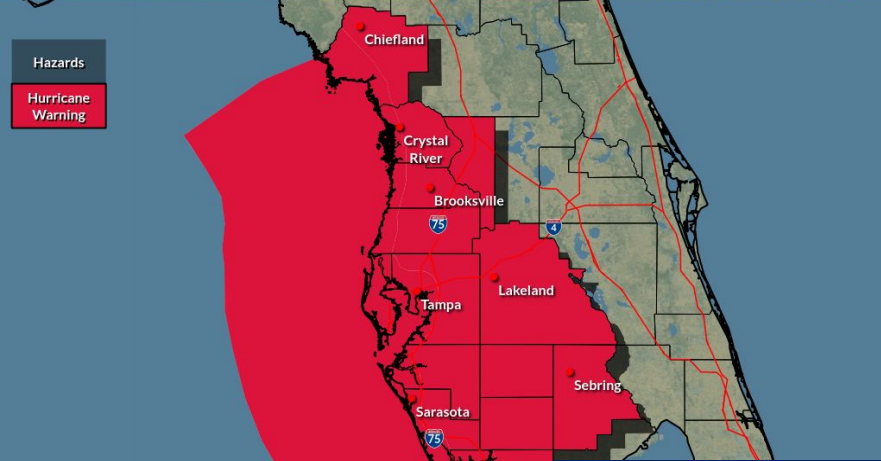 Hazards
Hurricane
Warning
Chiefland
Crystal
River
Brooksville
75
4
Lakeland
Tampa
Sebring
Sarasota
75